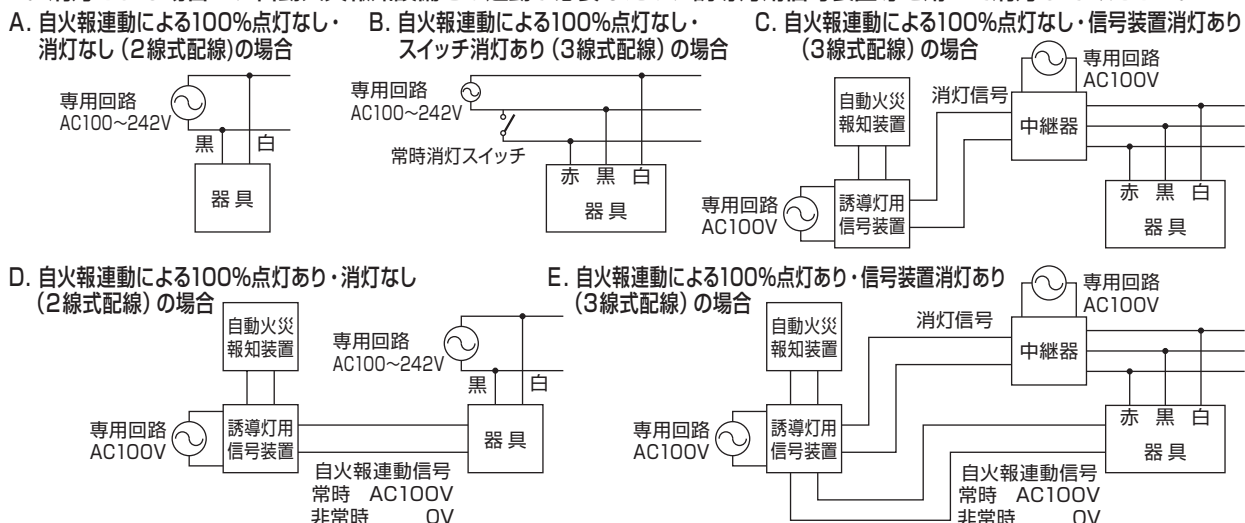 A. 自火報連動による100%点灯なし・
消灯なし(2線式配線)の場合
専用回路
AC100~242V
黒
白
器具
B. 自火報連動による100%点灯なし・
スイッチ消灯あり(3線式配線)の場合
専用回路
AC100~242V
常時消灯スイッチ
赤 黒 白
器具
C. 自火報連動による100%点灯なし・信号装置消灯あり
(3線式配線)の場合
専用回路
AC100V
自動火災
報知装置
消灯信号
中継器
専用回路
AC100V
誘導灯用
信号装置
赤 黒 白
器具
D. 自火報連動による100%点灯あり・消灯なし
(2線式配線)の場合
自動火災
報知装置
専用回路
AC100~242V
黒
白
専用回路
AC100V
誘導灯用
信号装置
器具
自火報連動信号
常時 AC100V
非常時 0V
E. 自火報連動による100%点灯あり・信号装置消灯あり
(3線式配線)の場合
専用回路
AC100V
自動火災
報知装置
消灯信号
中継器
専用回路
AC100V
誘導灯用
信号装置
赤 黒 白
器具
自火報連動信号
常時 AC100V
非常時 0V